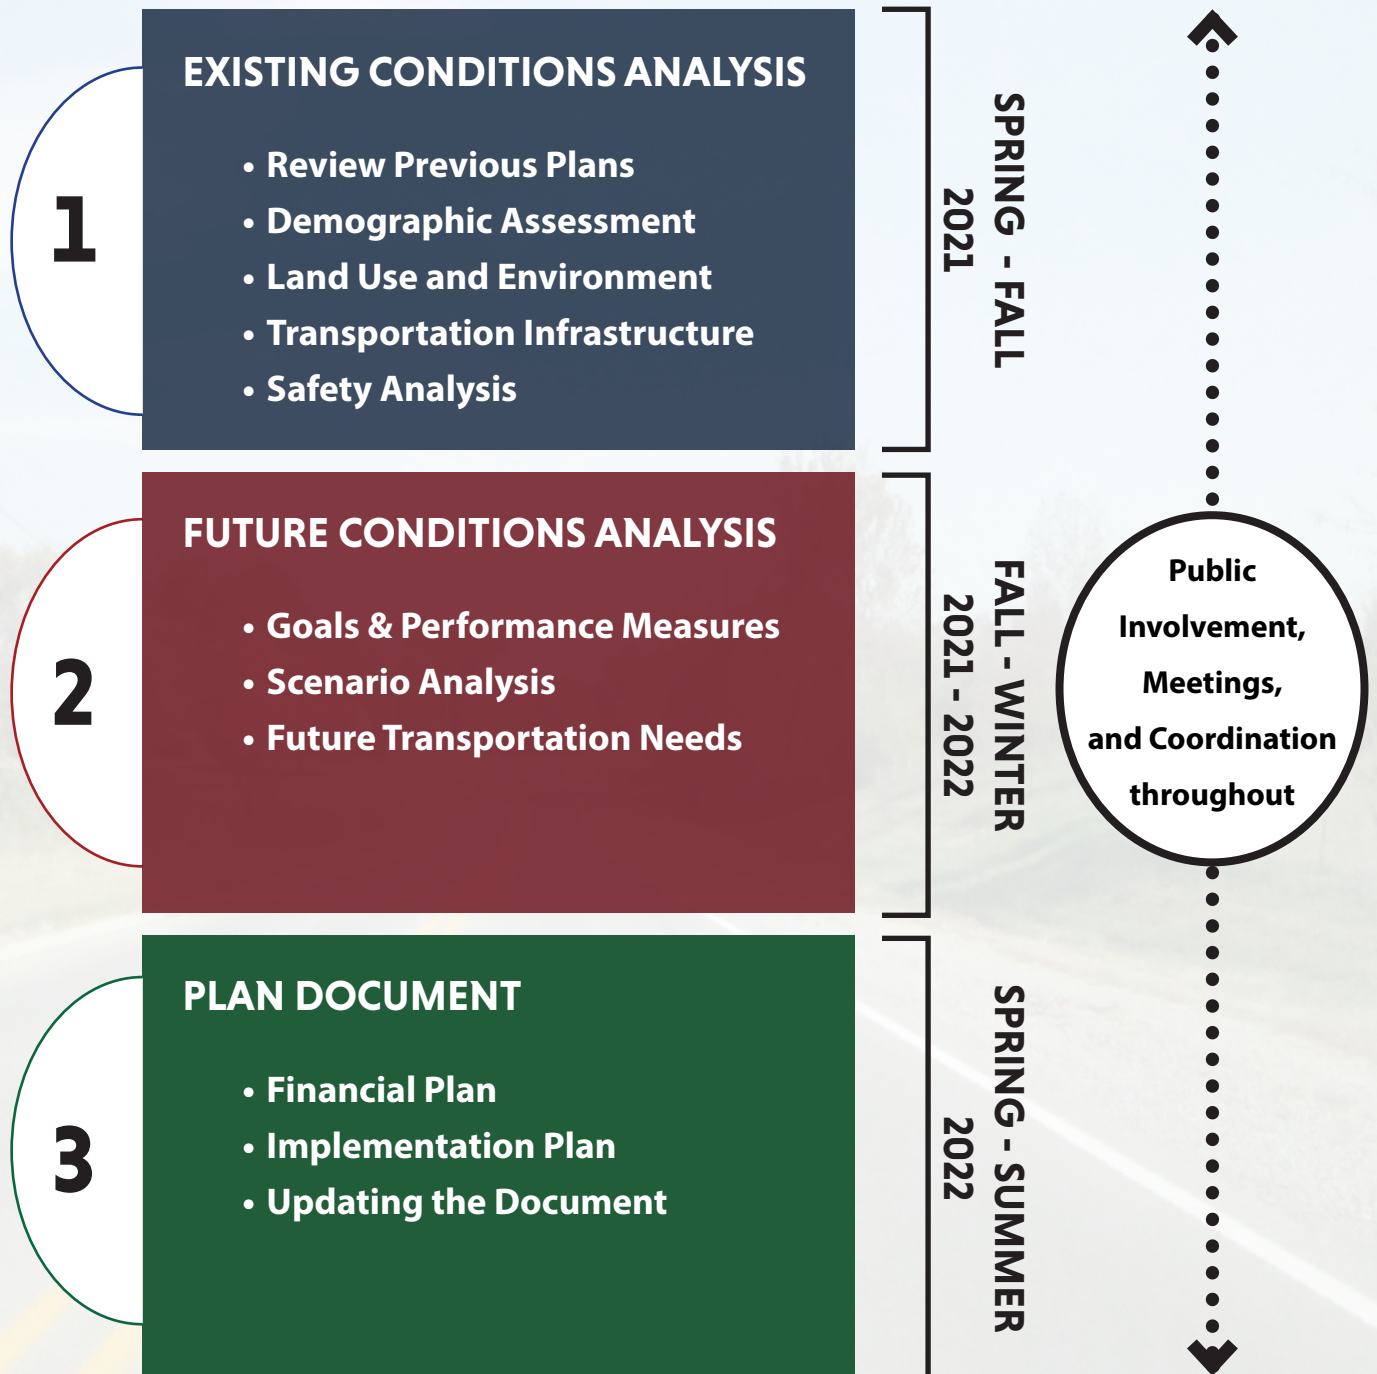 1
EXISTING CONDITIONS ANALYSIS
• Review Previous Plans
• Demographic Assessment
• Land Use and Environment
• Transportation Infrastructure
• Safety Analysis
SPRING - FALL
2021
2
FUTURE CONDITIONS ANALYSIS
• Goals & Performance Measures
• Scenario Analysis
• Future Transportation Needs
FALL - WINTER
2021 - 2022
3
PLAN DOCUMENT
• Financial Plan
• Implementation Plan
• Updating the Document
SPRING - SUMMER
2022
Public
Involvement,
Meetings,
and Coordination
throughout